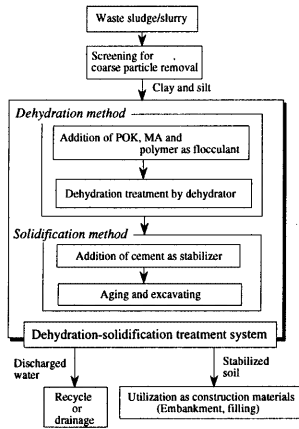 Waste sludge/slurry
Screening for
coarse particle removal
Clay and silt
Dehydration method
Addition of POK, MA and
polymer as flocculant
Dehydration treatment by dehydrator
Solidification method
Addition of cement as stabilizer
Aging and excavating
Dehydration-solidification treatment system
Discharged
water
Stabilized
soil
Recycle
or
drainage
Utilization as construction materials
(Embankment, filling)